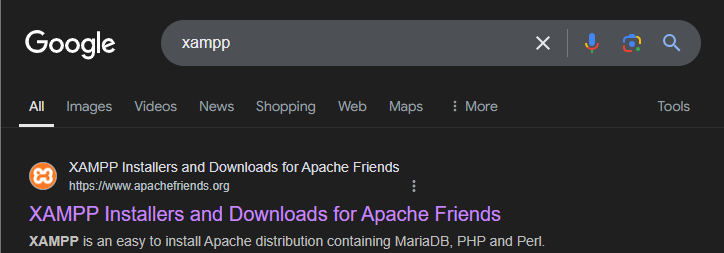 Google
xampp
All Images Videos News Shopping Web Maps More Tools
XAMPP Installers and Downloads for Apache Friends
https://www.apachefriends.org
XAMPP Installers and Downloads for Apache Friends
XAMPP is an easy to install Apache distribution containing MariaDB, PHP and Perl.